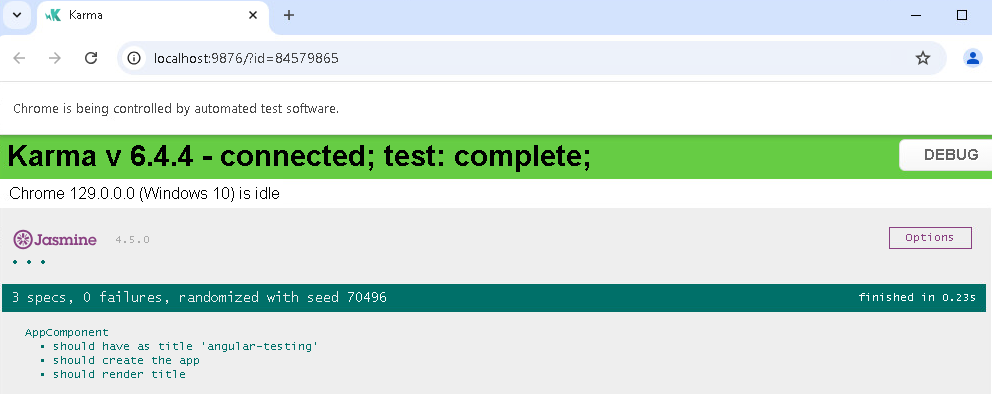 Karma
localhost:9876/?id=84579865
Chrome is being controlled by automated test software.
Karma v 6.4.4 - connected; test: complete;
DEBUG
Chrome 129.0.0.0 (Windows 10) is idle
Jasmine 4.5.0
Options
• • •
3 specs, 0 failures, randomized with seed 70496
finished in 0.23s
AppComponent
• should have as title 'angular-testing'
• should create the app
• should render title